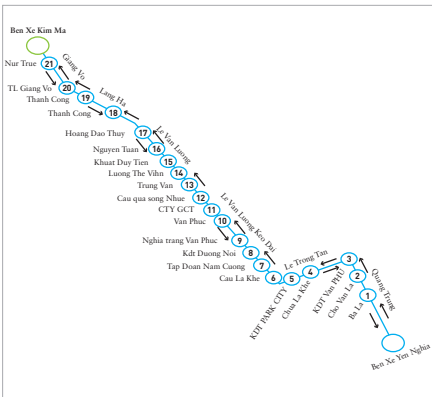 Ben Xe Kim Ma
Nur True
21
Giang Vo
TL Giang Vo
20
Thanh Cong
19
Lang Ha
Thanh Cong
18
Hoang Dao Thuy
17
Le Van Luong
Nguyen Tuan
16
Khuat Duy Tien
15
Luong The Vihn
14
Trung Van
13
Cau qua song Nhue
12
CTY GCT
11
Le Van Luong Keo Dai
Van Phuc
10
Nghia trang Van Phuc
9
Kdt Duong Noi
8
Tap Doan Nam Cuong
7
Cau La Khe
6
KDT PARK CITY
5
Le Trong Tan
Chua La Khe
4
KDT Van PHU
3
Cho Van La
2
Quang Trung
Ba La
1
Ben Xe Yen Nghia